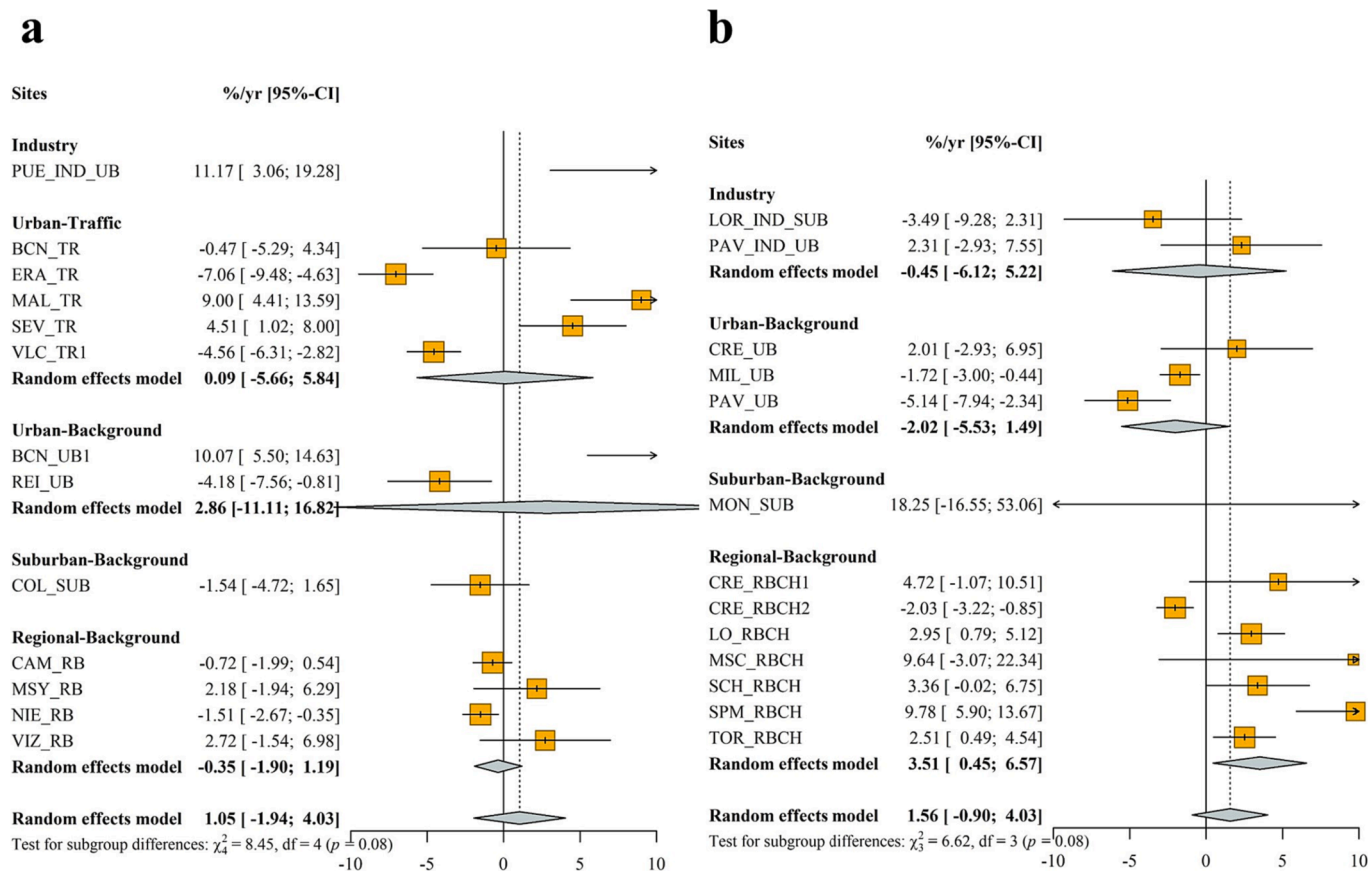 a
Sites %/yr [95%-CI]
Industry
PUE_IND_UB 11.17 [ 3.06; 19.28]
Urban-Traffic
BCN_TR -0.47 [ -5.29; 4.34]
ERA_TR -7.06 [ -9.48; -4.63]
MAL_TR 9.00 [ 4.41; 13.59]
SEV_TR 4.51 [ 1.02; 8.00]
VLC_TR1 -4.56 [ -6.31; -2.82]
Random effects model 0.09 [ -5.66; 5.84]
Urban-Background
BCN_UB1 10.07 [ 5.50; 14.63]
REI_UB -4.18 [ -7.56; -0.81]
Random effects model 2.86 [-11.11; 16.82]
Suburban-Background
COL_SUB -1.54 [ -4.72; 1.65]
Regional-Background
CAM_RB -0.72 [ -1.99; 0.54]
MSY_RB 2.18 [ -1.94; 6.29]
NIE_RB -1.51 [ -2.67; -0.35]
VIZ_RB 2.72 [ -1.54; 6.98]
Random effects model -0.35 [ -1.90; 1.19]
Random effects model 1.05 [ -1.94; 4.03]
Test for subgroup differences: χ²₄ = 8.45, df = 4 (p = 0.08)
-10 -5 0 5 10
b
Sites %/yr [95%-CI]
Industry
LOR_IND_SUB -3.49 [ -9.28; 2.31]
PAV_IND_UB 2.31 [ -2.93; 7.55]
Random effects model -0.45 [ -6.12; 5.22]
Urban-Background
CRE_UB 2.01 [ -2.93; 6.95]
MIL_UB -1.72 [ -3.00; -0.44]
PAV_UB -5.14 [ -7.94; -2.34]
Random effects model -2.02 [ -5.53; 1.49]
Suburban-Background
MON_SUB 18.25 [-16.55; 53.06]
Regional-Background
CRE_RBCH1 4.72 [ -1.07; 10.51]
CRE_RBCH2 -2.03 [ -3.22; -0.85]
LO_RBCH 2.95 [ 0.79; 5.12]
MSC_RBCH 9.64 [ -3.07; 22.34]
SCH_RBCH 3.36 [ -0.02; 6.75]
SPM_RBCH 9.78 [ 5.90; 13.67]
TOR_RBCH 2.51 [ 0.49; 4.54]
Random effects model 3.51 [ 0.45; 6.57]
Random effects model 1.56 [ -0.90; 4.03]
Test for subgroup differences: χ²₃ = 6.62, df = 3 (p = 0.08)
-10 -5 0 5 10